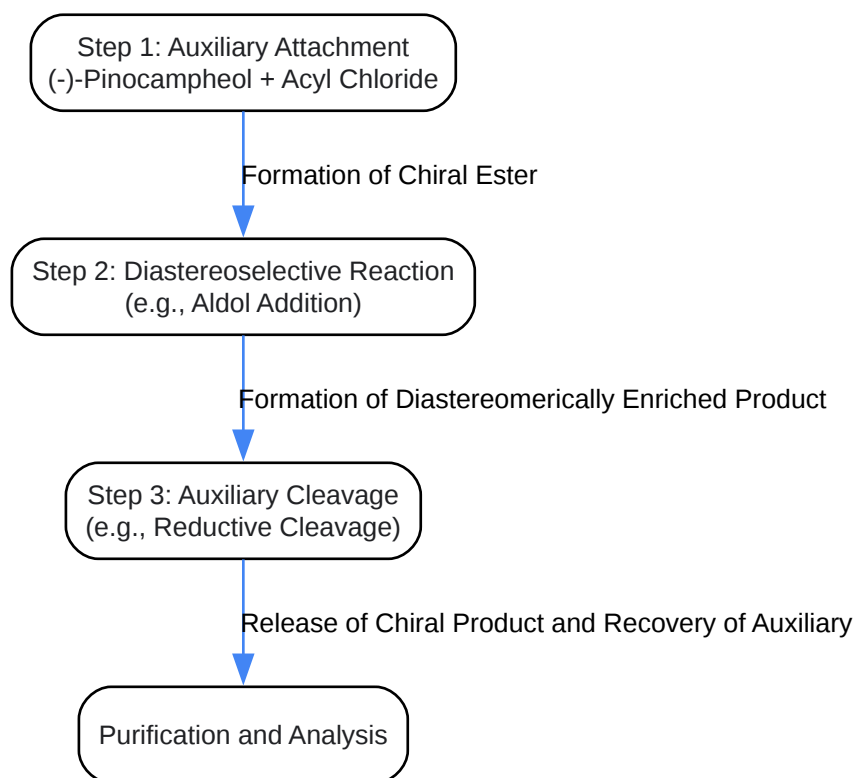 Step 1: Auxiliary Attachment
(-)-Pinocampheol + Acyl Chloride
Formation of Chiral Ester
Step 2: Diastereoselective Reaction
(e.g., Aldol Addition)
Formation of Diastereomerically Enriched Product
Step 3: Auxiliary Cleavage
(e.g., Reductive Cleavage)
Release of Chiral Product and Recovery of Auxiliary
Purification and Analysis